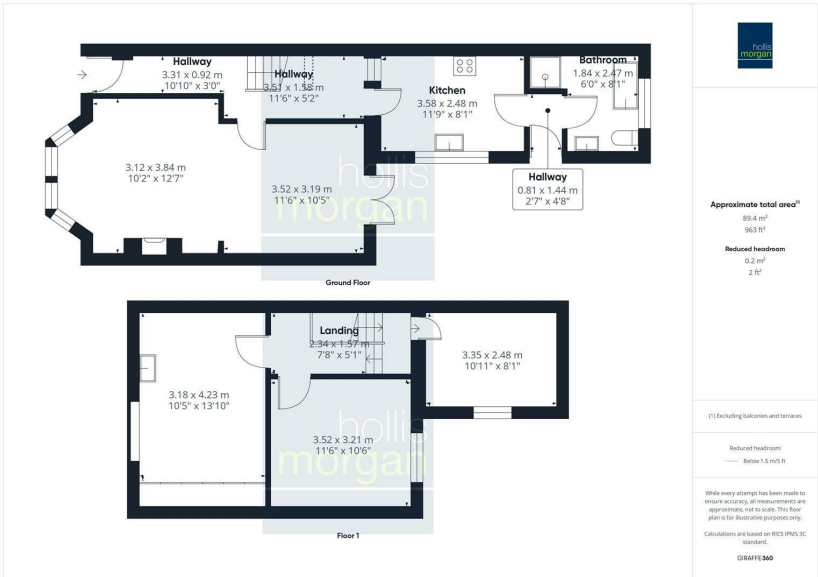 Hallway
3.31 x 0.92 m
10'10" x 3'0"
Hallway
3.51 x 1.58 m
11'6" x 5'2"
Kitchen
3.58 x 2.48 m
11'9" x 8'1"
Bathroom
1.84 x 2.47 m
6'0" x 8'1"
Hallway
0.81 x 1.44 m
2'7" x 4'8"
3.12 x 3.84 m
10'2" x 12'7"
3.52 x 3.19 m
11'6" x 10'5"
hollis
morgan
Ground Floor
Landing
2.34 x 1.57 m
7'8" x 5'1"
3.35 x 2.48 m
10'11" x 8'1"
3.18 x 4.23 m
10'5" x 13'10"
3.52 x 3.21 m
11'6" x 10'6"
hollis
morgan
Floor 1
hollis
morgan
Approximate total area⁽¹⁾
89.4 m²
963 ft²
Reduced headroom
0.2 m²
2 ft²
(1) Excluding balconies and terraces
Reduced headroom
Below 1.5 m/5 ft
While every attempt has been made to
ensure accuracy, all measurements are
approximate, not to scale. This floor
plan is for illustrative purposes only.
Calculations are based on RICS IPMS 3C
standard.
GIRAFFE360